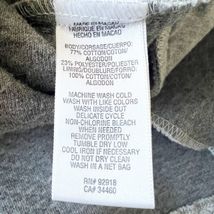 MADE IN MACAO
FABRIQUE EN MACAO
HECHO EN MACAO
BODY/CORSAGE/CUERPO:
77% COTTON/COTON/
ALGODON
23% POLYESTER/POLIESTER
LINING/DOUBLURE/FORRO:
100% COTTON/COTON/
ALGODON
MACHINE WASH COLD
WASH WITH LIKE COLORS
WASH INSIDE OUT
DELICATE CYCLE
NON-CHLORINE BLEACH
WHEN NEEDED
REMOVE PROMPTLY
TUMBLE DRY LOW
COOL IRON IF NECESSARY
DO NOT DRY CLEAN
WASH IN A NET BAG
RN# 92918
CA# 34460